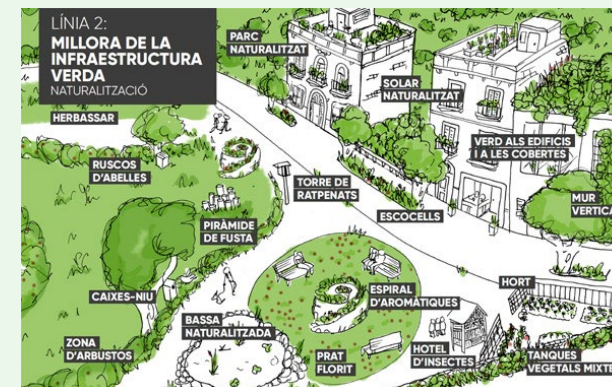 LÍNIA 2:
MILLORA DE LA
INFRAESTRUCTURA
VERDA
NATURALITZACIÓ
PARC
NATURALITZAT
SOLAR
NATURALITZAT
HERBASSAR
VERD ALS EDIFICIS
I A LES COBERTES
RUSCOS
D'ABELLES
TORRE DE
RATPENATS
MUR
ESCOCELLS
PIRÀMIDE
DE FUSTA
CAIXES-NIU
ESPIRAL
D'AROMÀTIQUES
HORT
BASSA
NATURALITZADA
ZONA
D'ARBUSTOS
PRAT
FLORIT
HOTEL
D'INSECTES
TANQUES
VEGETALS